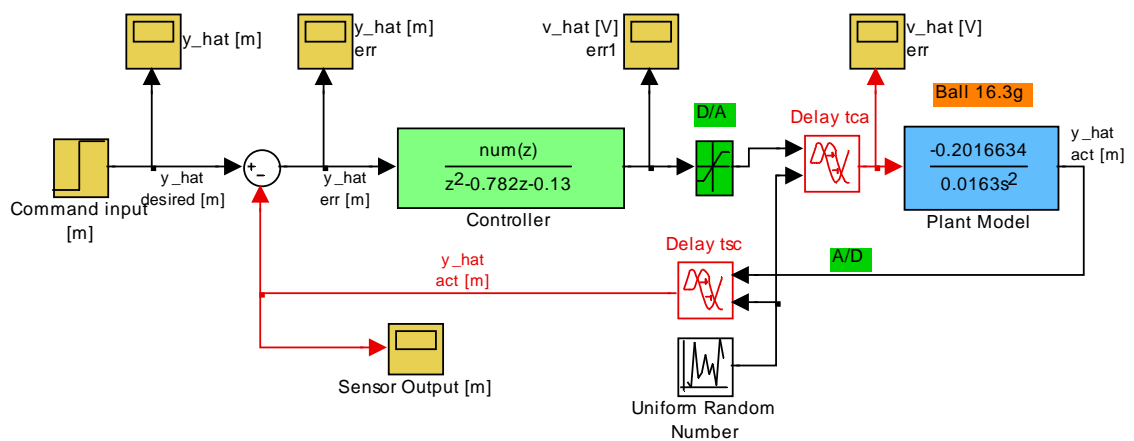 y_hat [m]
y_hat [m]
err
v_hat [V]
err1
v_hat [V]
err
Ball 16.3g
D/A
Delay tca
y_hat
act [m]
num(z)
z2-0.782z-0.13
Controller
-0.2016634
0.0163s2
Plant Model
+
-
y_hat
desired [m]
y_hat
err [m]
Command input
[m]
Delay tsc
A/D
y_hat
act [m]
Sensor Output [m]
Uniform Random
Number